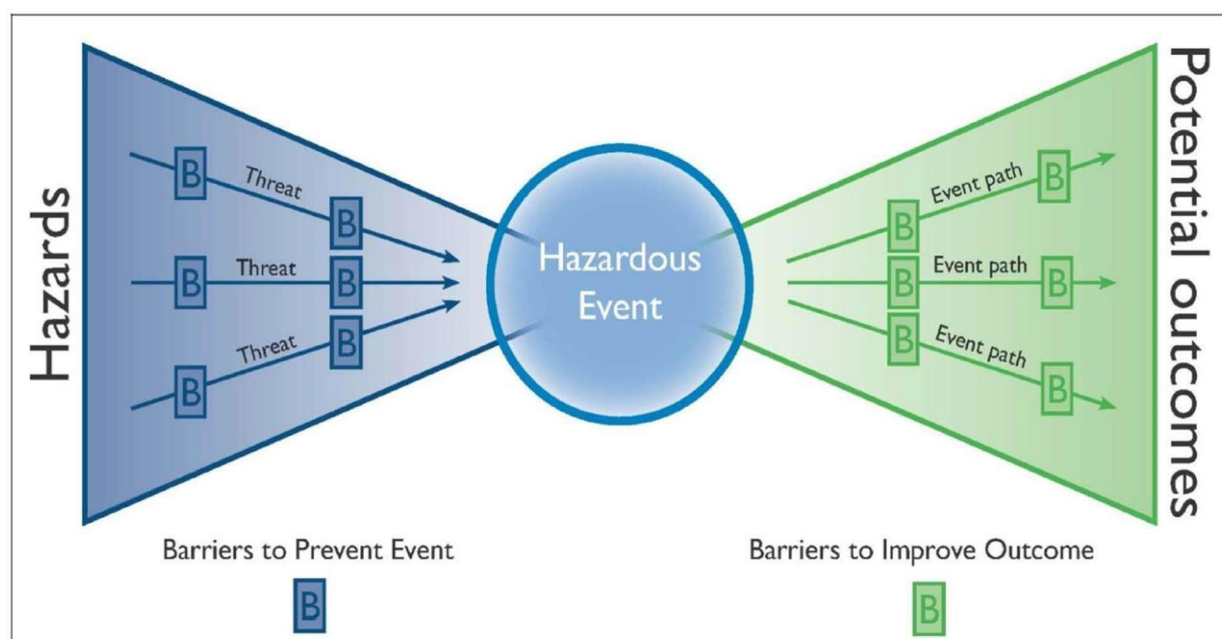 Hazards
B
Threat
B
B
Threat
B
B
Threat
B
Hazardous
Event
B
Event path
B
B
Event path
B
B
Event path
B
Potential outcomes
Barriers to Prevent Event
B
Barriers to Improve Outcome
B